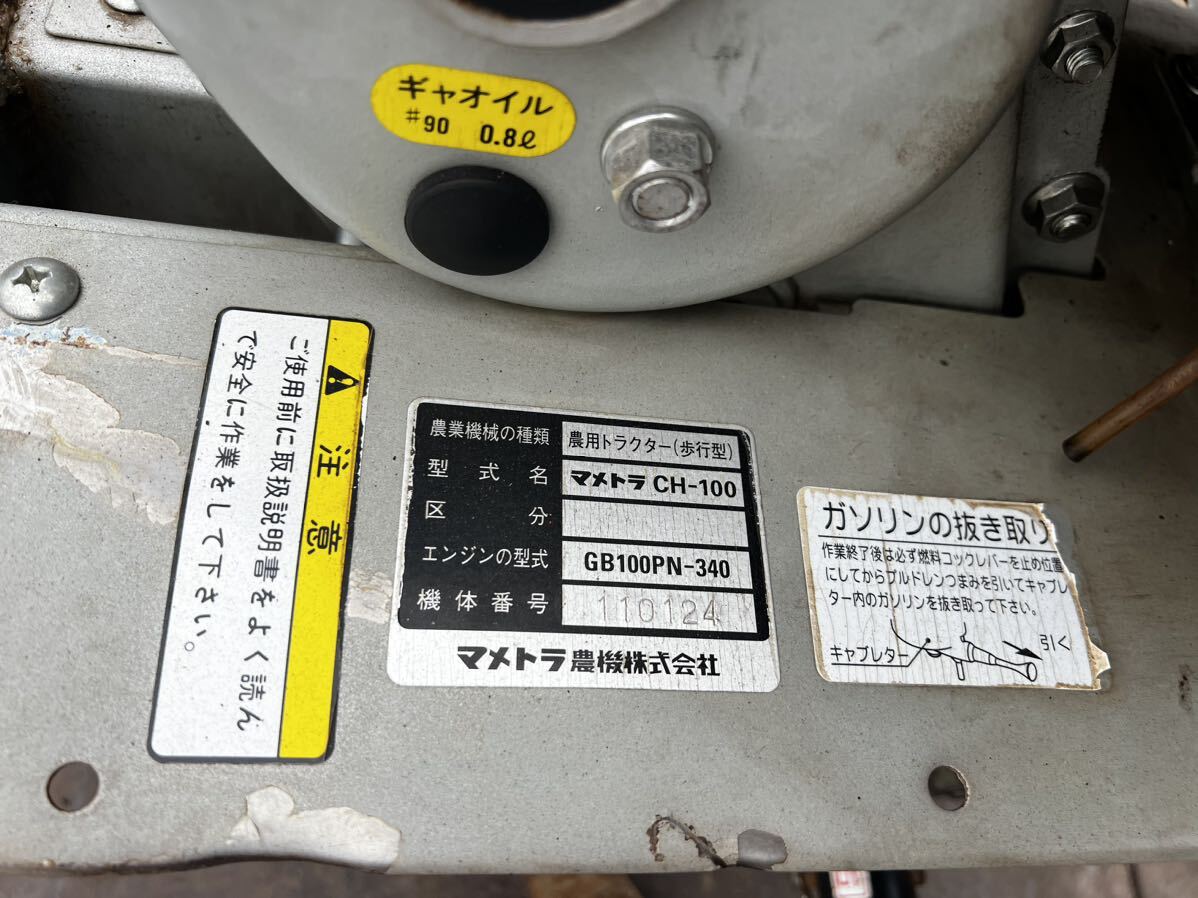 ギャオイル
#90 0.8ℓ
注意
ご使用前に取扱説明書をよく読ん
で安全に作業をして下さい。
農業機械の種類 農用トラクター(歩行型)
型式名 マメトラ CH-100
区分
エンジンの型式 GB100PN-340
機体番号 110124
マメトラ農機株式会社
ガソリンの抜き取り
作業終了後は必ず燃料コックレバーを止め位置
にしてからプルドレンつまみを引いてキャブレ
ター内のガソリンを抜き取って下さい。
キャブレター 引く